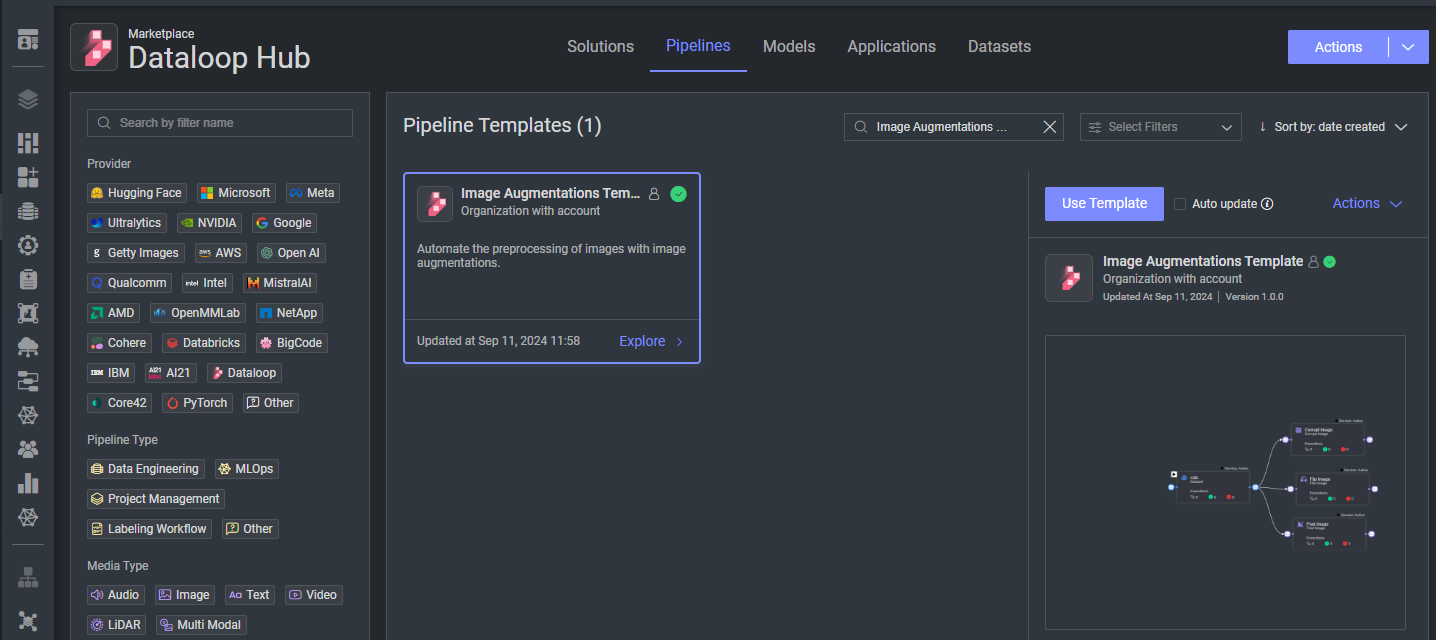 Marketplace
Dataloop Hub
Solutions
Pipelines
Models
Applications
Datasets
Actions
Search by filter name
Provider
Hugging Face
Microsoft
Meta
Ultralytics
NVIDIA
Google
Getty Images
AWS
Open AI
Qualcomm
Intel
MistralAI
AMD
OpenMMLab
NetApp
Cohere
Databricks
BigCode
IBM
AI21
Dataloop
Core42
PyTorch
Other
Pipeline Type
Data Engineering
MLOps
Project Management
Labeling Workflow
Other
Media Type
Audio
Image
Text
Video
LiDAR
Multi Modal
Pipeline Templates (1)
Image Augmentations ...
Select Filters
Sort by: date created
Image Augmentations Tem...
Organization with account
Automate the preprocessing of images with image
augmentations.
Updated at Sep 11, 2024 11:58
Explore
Use Template
Auto update
Actions
Image Augmentations Template
Organization with account
Updated At Sep 11, 2024 | Version 1.0.0